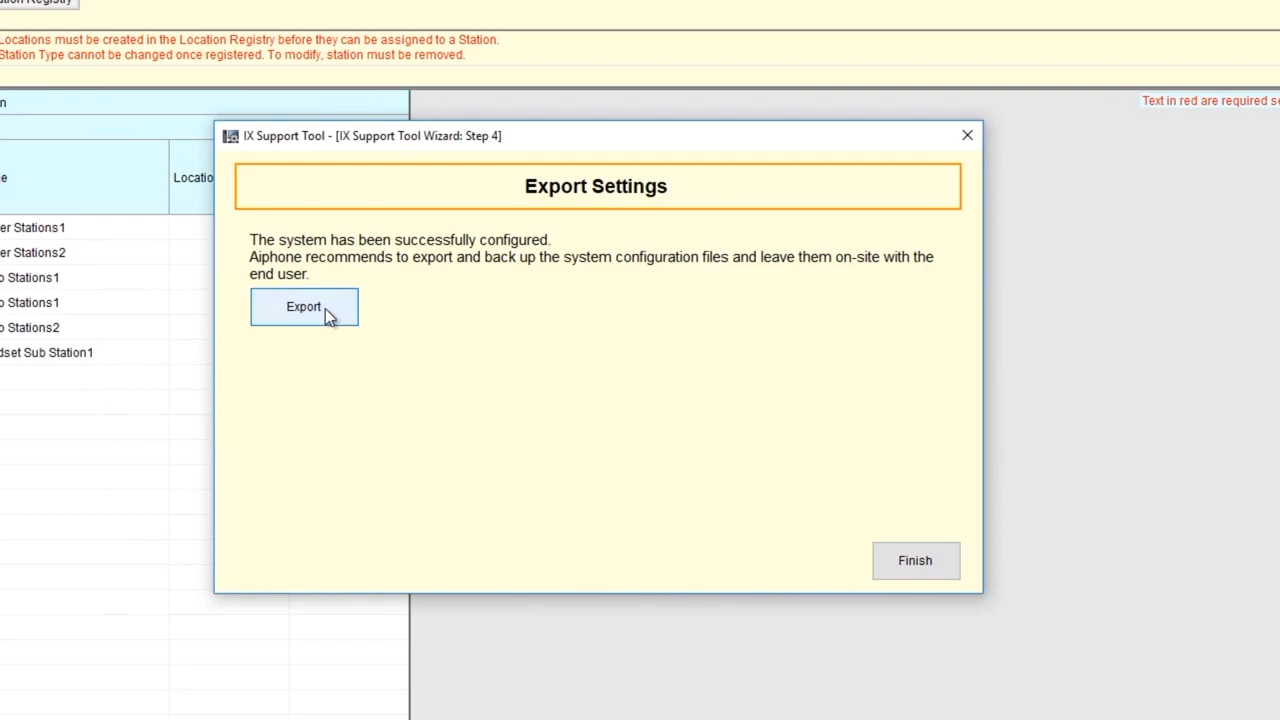 Registry
Locations must be created in the Location Registry before they can be assigned to a Station.
Station Type cannot be changed once registered. To modify, station must be removed.
Text in red are required
IX Support Tool - [IX Support Tool Wizard: Step 4]
Export Settings
The system has been successfully configured.
Aiphone recommends to export and back up the system configuration files and leave them on-site with the
end user.
Export
Finish
n
e
Locatio
er Stations1
er Stations2
o Stations1
o Stations1
o Stations2
dset Sub Station1